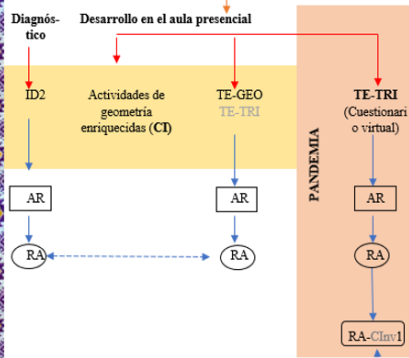 Diagnós-
tico
Desarrollo en el aula presencial
ID2
Actividades de
geometría
enriquecidas (CI)
TE-GEO
TE-TRI
TE-TRI
(Cuestionari
o virtual)
PANDEMIA
AR
AR
AR
RA
RA
RA
RA-CInv1